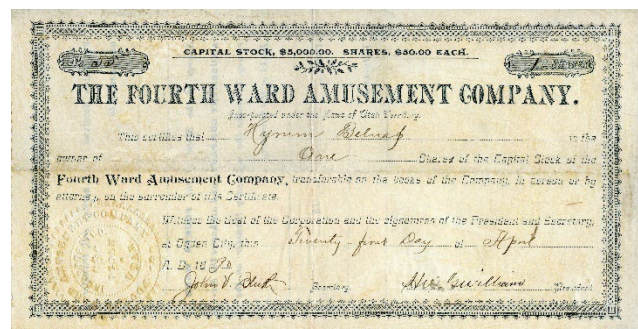 CAPITAL STOCK, $5,000.00. SHARES, $50.00 EACH.
THE FOURTH WARD AMUSEMENT COMPANY.
Incorporated under the Laws of Utah Territory.
This certifies that Hyrum Belnap is the
owner of One Shares of the Capital Stock of the
Fourth Ward Amusement Company, transferable on the books of the Company, in person or by
attorney, on the surrender of this Certificate.
Witness the Seal of the Corporation and the signatures of the President and Secretary,
at Ogden City, this Twenty-first Day of April
A. D. 18
John V. Secretary. President.